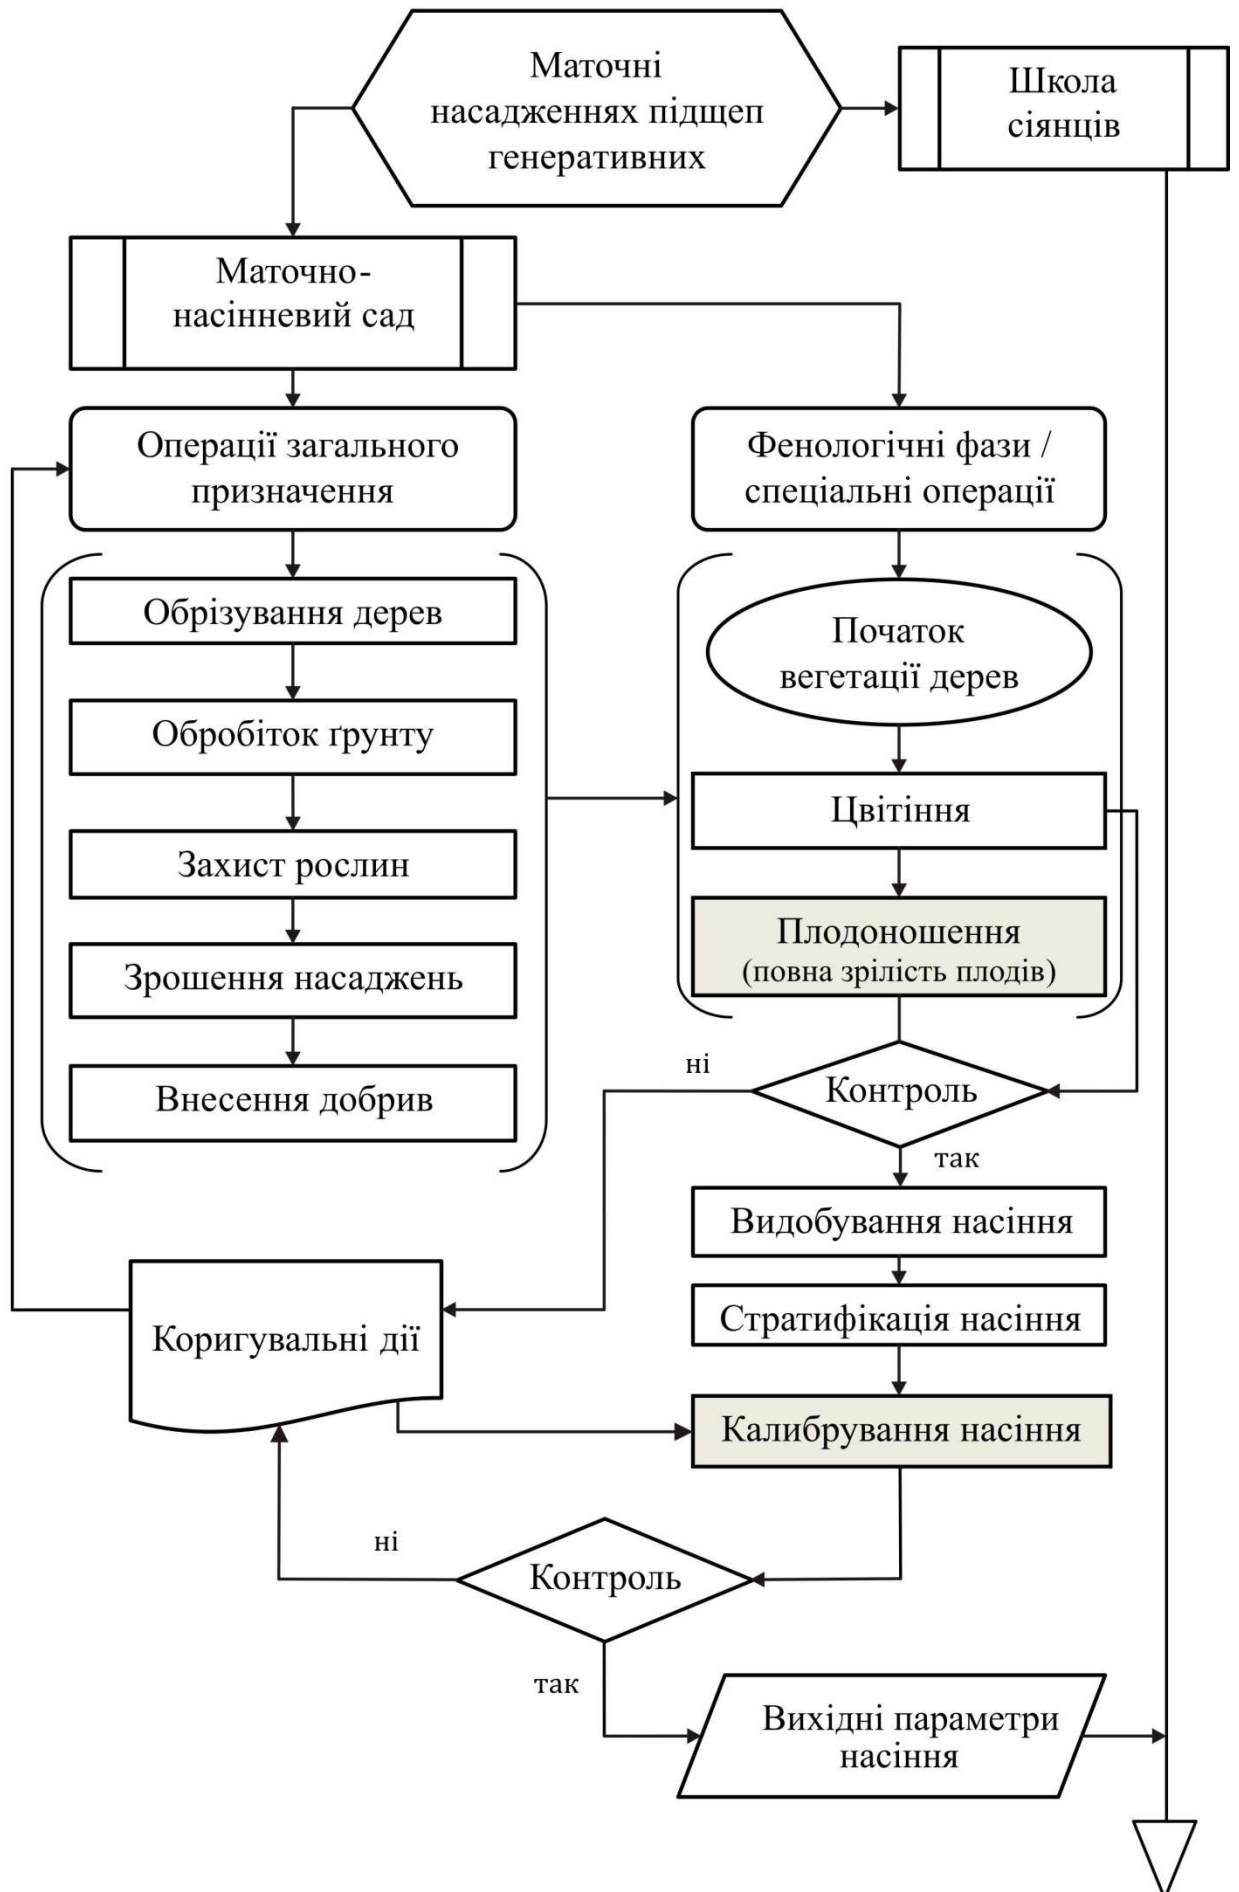 Маточні
насадженнях підщеп
генеративних
Школа
сіянців
Маточно-
насінневий сад
Операції загального
призначення
Фенологічні фази /
спеціальні операції
Обрізування дерев
Обробіток ґрунту
Захист рослин
Зрошення насаджень
Внесення добрив
Початок
вегетації дерев
Цвітіння
Плодоношення
(повна зрілість плодів)
ні
Контроль
так
Видобування насіння
Стратифікація насіння
Коригувальні дії
Калибрування насіння
ні
Контроль
так
Вихідні параметри
насіння